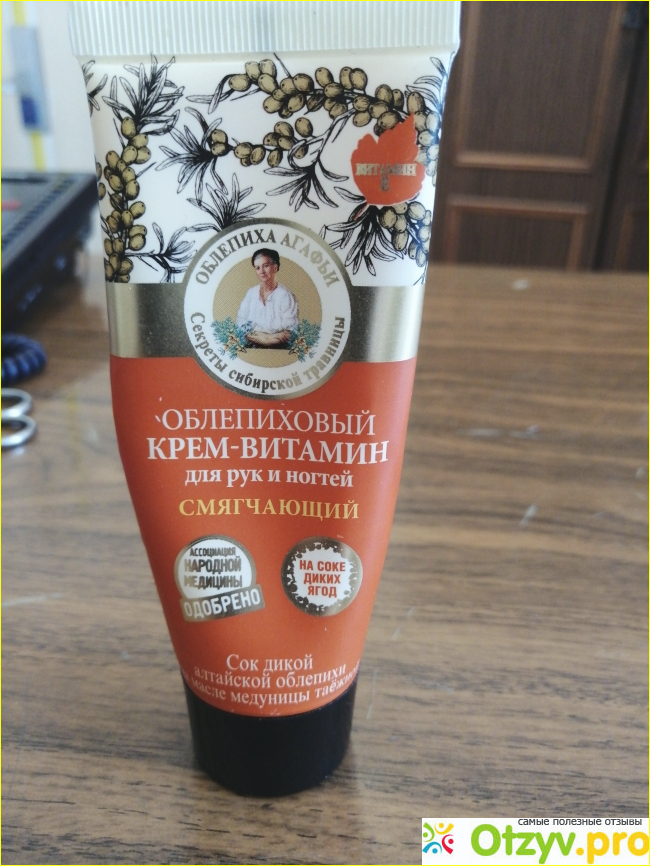 ВИТАМИН
ОБЛЕПИХА АГАФЬИ
Секреты сибирской травницы
ОБЛЕПИХОВЫЙ
КРЕМ-ВИТАМИН
для рук и ногтей
СМЯГЧАЮЩИЙ
АССОЦИАЦИЯ
НАРОДНОЙ
МЕДИЦИНЫ
ОДОБРЕНО
НА СОКЕ
ДИКИХ
ЯГОД
Сок дикой
алтайской облепихи
масле медуницы
самые полезные отзывы
Otzyv.pro